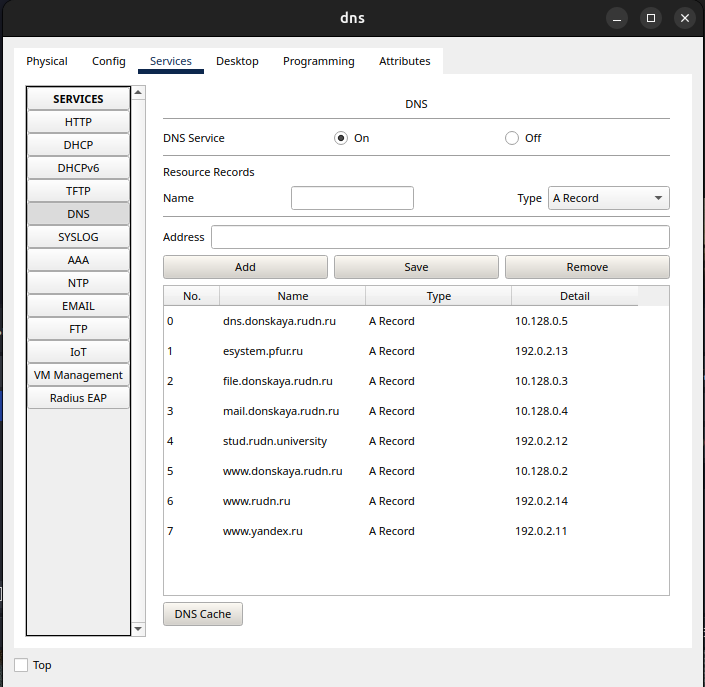 dns
Physical Config Services Desktop Programming Attributes
SERVICES
HTTP
DHCP
DHCPv6
TFTP
DNS
SYSLOG
AAA
NTP
EMAIL
FTP
IoT
VM Management
Radius EAP
DNS
DNS Service On Off
Resource Records
Name Type A Record
Address
Add Save Remove
No. Name Type Detail
0 dns.donskaya.rudn.ru A Record 10.128.0.5
1 esystem.pfur.ru A Record 192.0.2.13
2 file.donskaya.rudn.ru A Record 10.128.0.3
3 mail.donskaya.rudn.ru A Record 10.128.0.4
4 stud.rudn.university A Record 192.0.2.12
5 www.donskaya.rudn.ru A Record 10.128.0.2
6 www.rudn.ru A Record 192.0.2.14
7 www.yandex.ru A Record 192.0.2.11
DNS Cache
Top